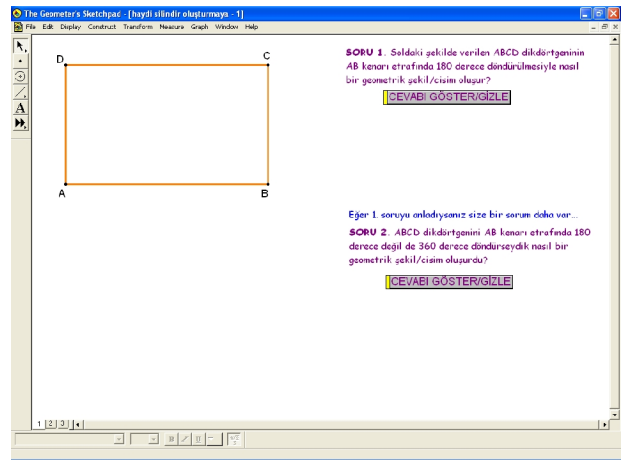 The Geometer's Sketchpad - [haydi silindir oluşturmaya - 1]
File Edit Display Construct Transform Measure Graph Window Help
D
C
A
B
SORU 1. Soldaki şekilde verilen ABCD dikdörtgeninin
AB kenarı etrafında 180 derece döndürülmesiyle nasıl
bir geometrik şekil/cisim oluşur?
CEVABI GÖSTER/GİZLE
Eğer 1. soruyu anladıysanız size bir sorum daha var...
SORU 2. ABCD dikdörtgenini AB kenarı etrafında 180
derece değil de 360 derece döndürseydik nasıl bir
geometrik şekil/cisim oluşurdu?
CEVABI GÖSTER/GİZLE
A
1 2 3
B I U